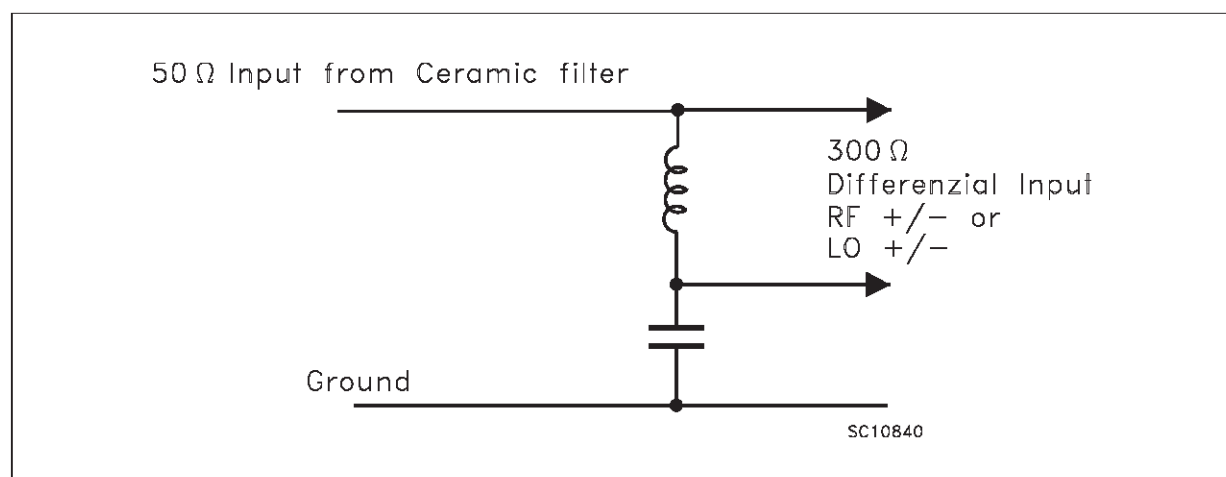 50 Ω Input from Ceramic filter
300 Ω
Differenzial Input
RF +/− or
LO +/−
Ground
SC10840